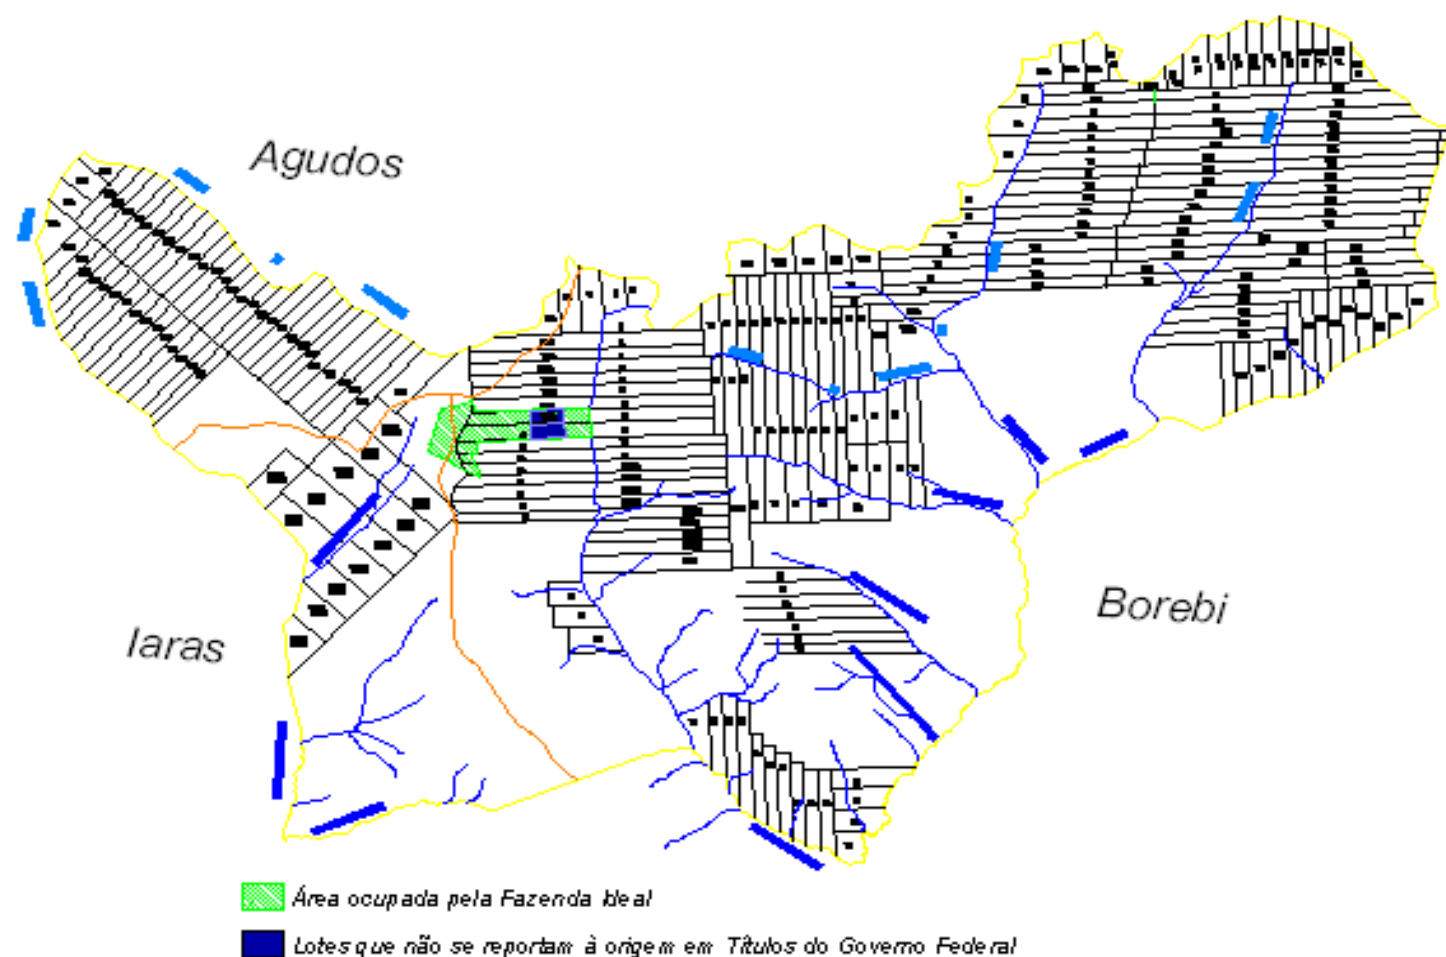 Agudos
Borebi
Iaras
Área ocupada pela Fazenda Ideal
Lotes que não se reportam à origem em Títulos do Governo Federal